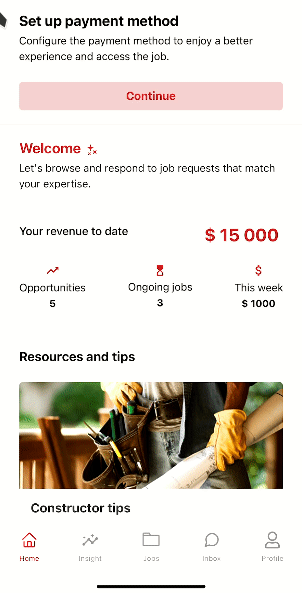 Set up payment method
Configure the payment method to enjoy a better
experience and access the job.
Continue
Welcome
Let's browse and respond to job requests that match
your expertise.
Your revenue to date
$ 15 000
Opportunities
5
Ongoing jobs
3
This week
$ 1000
Resources and tips
Constructor tips
Home
Insight
Jobs
Inbox
Profile